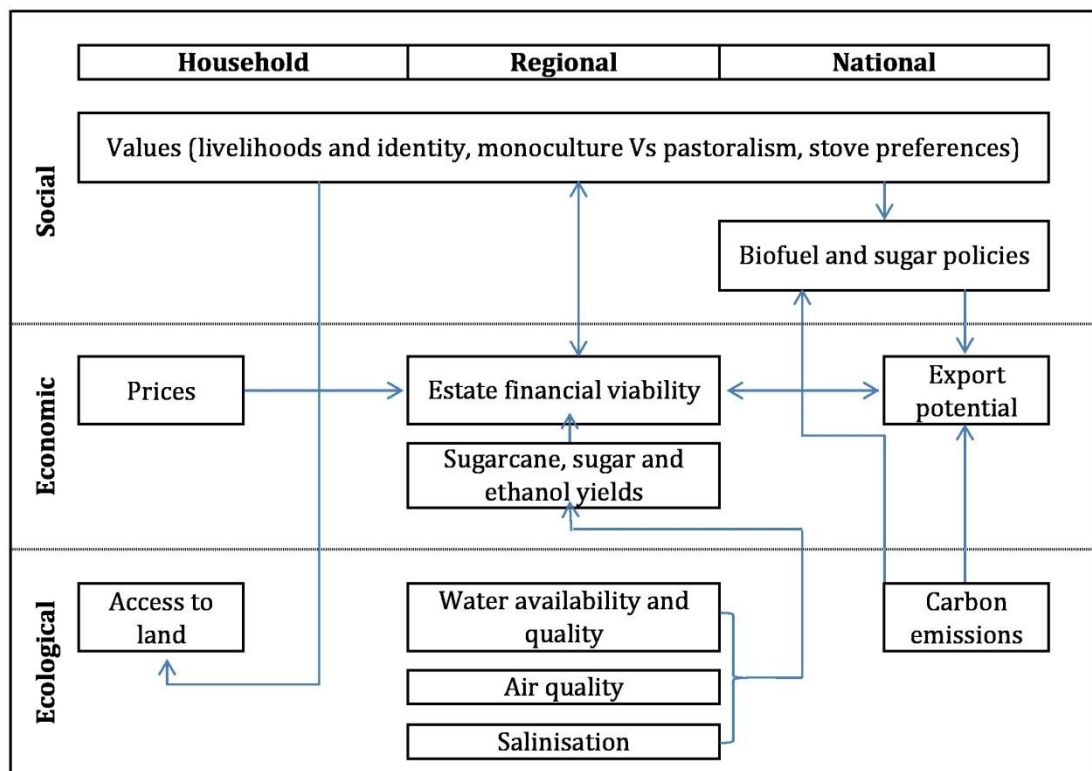 Household Regional National
Social
Values (livelihoods and identity, monoculture Vs pastoralism, stove preferences)
Biofuel and sugar policies
Economic
Prices
Estate financial viability
Export
potential
Sugarcane, sugar and
ethanol yields
Ecological
Access to
land
Water availability and
quality
Carbon
emissions
Air quality
Salinisation